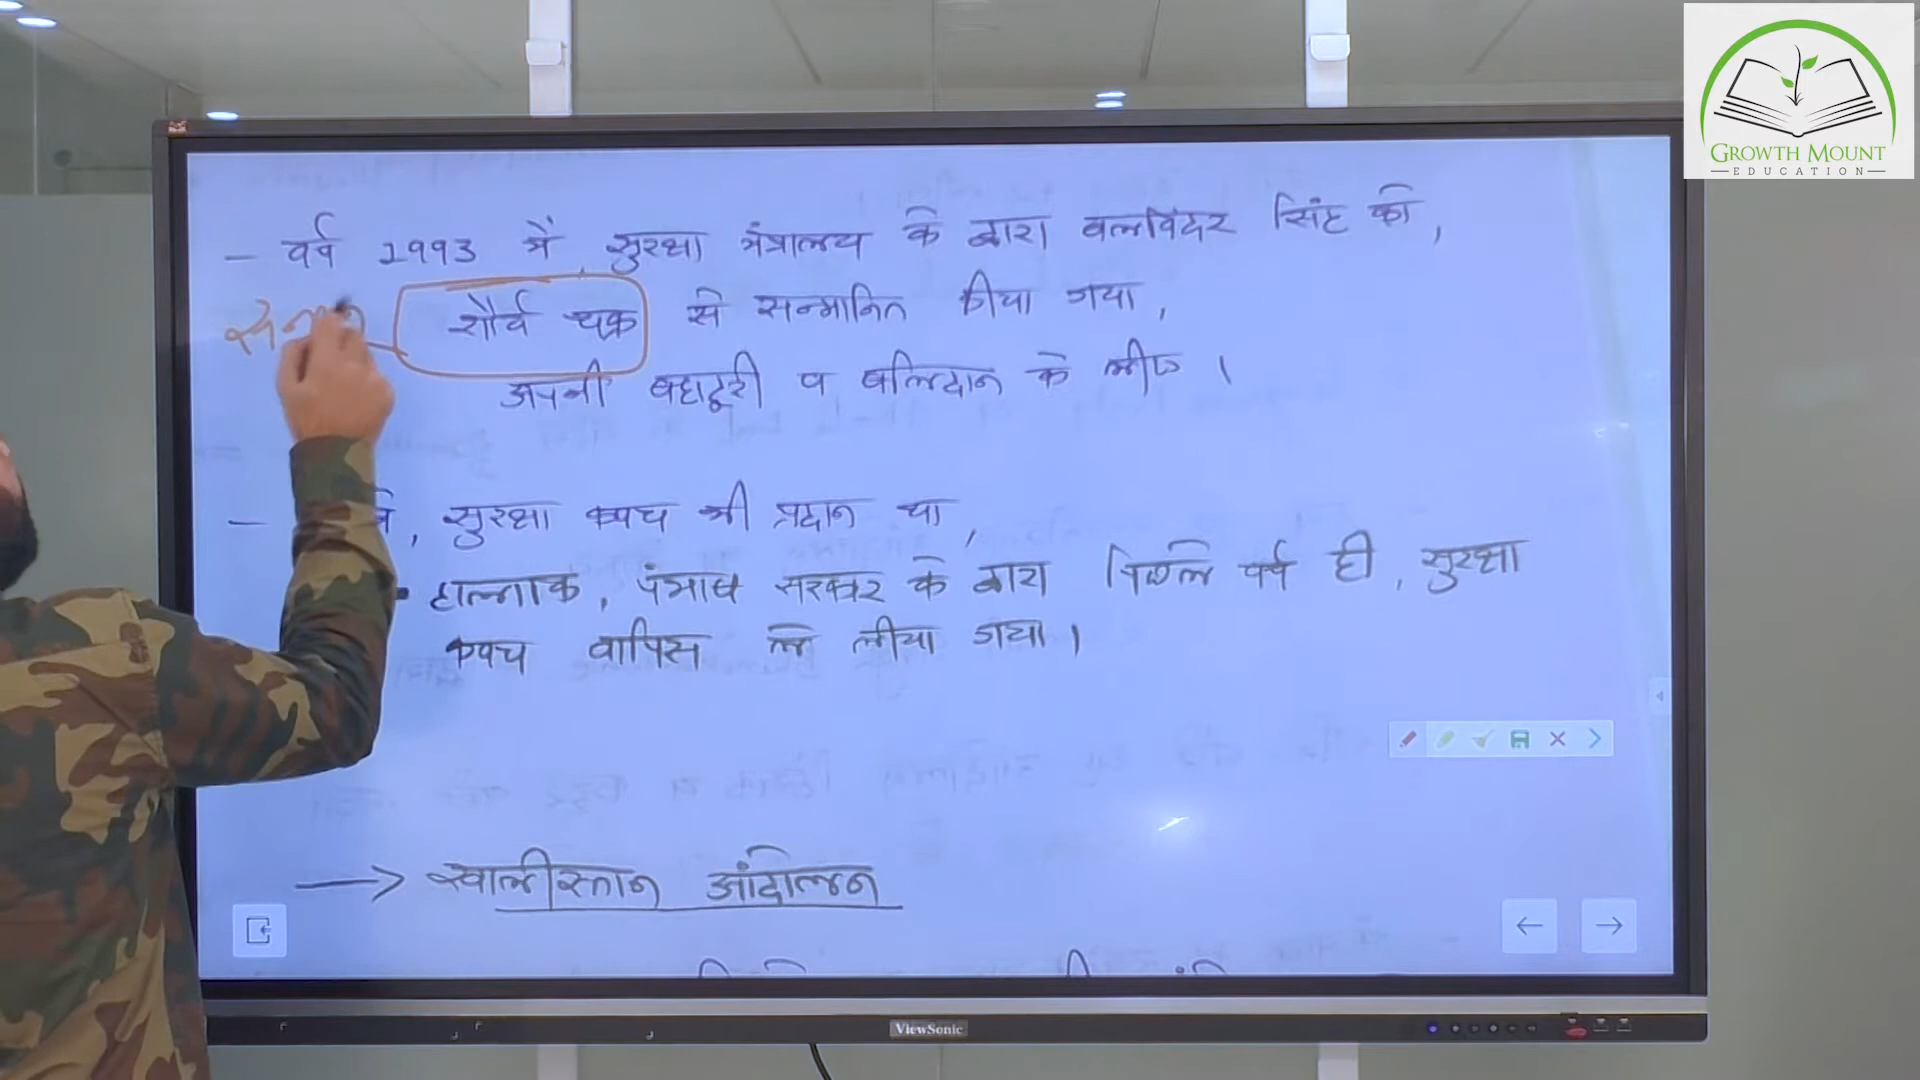 GROWTH MOUNT
EDUCATION
- वर्ष 1993 में, सुरक्षा मंत्रालय के द्वारा बलविंदर सिंह को,
शौर्य चक्र से सन्मानित कीया गया,
अपनी बहादूरी व बलिदान के लीए ।
- सुरक्षा कवच भी प्रदान था,
पंजाब सरकार के द्वारा पिछले वर्ष ही, सुरक्षा
कवच वापिस ले लीया गया ।
→ खालीस्तान आंदोलन
ViewSonic